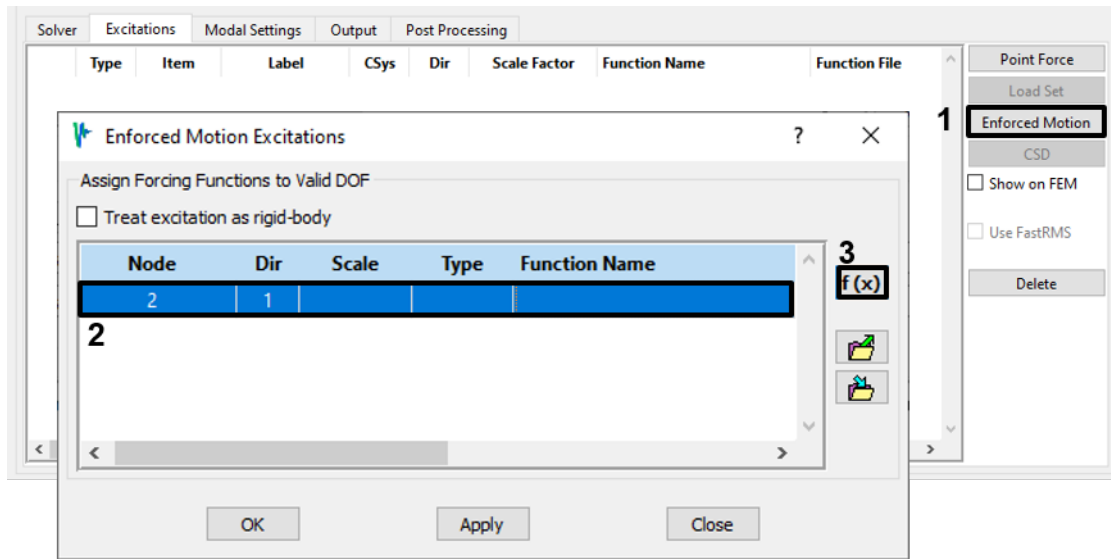 Solver Excitations Modal Settings Output Post Processing
Type Item Label CSys Dir Scale Factor Function Name Function File
Point Force
Load Set
1 Enforced Motion
CSD
Show on FEM
Use FastRMS
Delete
Enforced Motion Excitations ? X
Assign Forcing Functions to Valid DOF
Treat excitation as rigid-body
Node Dir Scale Type Function Name
3
2 1
f (x)
2
OK Apply Close